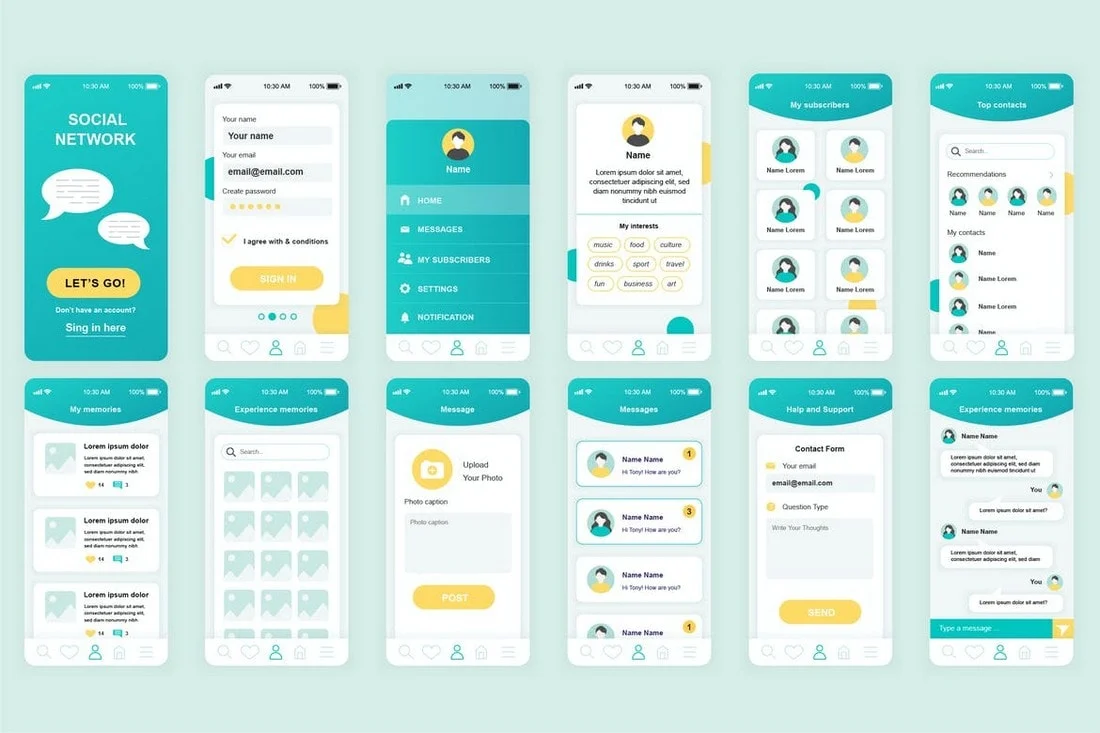 10:30 AM 100%
SOCIAL
NETWORK
LET'S GO!
Don't have an account?
Sing in here
10:30 AM 100%
Your name
Your name
Your email
email@email.com
Create password
I agree with & conditions
SIGN IN
10:30 AM 100%
Name
HOME
MESSAGES
MY SUBSCRIBERS
SETTINGS
NOTIFICATION
10:30 AM 100%
Name
Lorem ipsum dolor sit amet,
consectetuer adipiscing elit, sed
diam nonummy nibh euismod
tincidunt ut
My interests
music food culture
drinks sport travel
fun business art
10:30 AM 100%
My subscribers
Name Lorem Name Lorem
Name Lorem Name Lorem
Name Lorem Name Lorem
10:30 AM 100%
Top contacts
Search...
Recommendations
Name Name Name Name
My contacts
Name
Name Lorem
Name Lorem
Name
10:30 AM 100%
My memories
Lorem ipsum dolor
Lorem ipsum dolor sit amet,
consectetuer adipiscing elit,
sed diam nonummy nibh
14 3
Lorem ipsum dolor
Lorem ipsum dolor sit amet,
consectetuer adipiscing elit,
sed diam nonummy nibh
14 3
Lorem ipsum dolor
Lorem ipsum dolor sit amet,
consectetuer adipiscing elit,
sed diam nonummy nibh
14 3
10:30 AM 100%
Experience memories
Search...
10:30 AM 100%
Message
Upload
Your Photo
Photo caption
Photo caption
POST
10:30 AM 100%
Messages
Name Name 1
Hi Tony! How are you?
Name Name 3
Hi Tony! How are you?
Name Name
Hi Tony! How are you?
Name Name 1
10:30 AM 100%
Halp and Support
Contact Form
Your email
email@email.com
? Question Type
Write Your Thoughts
SEND
10:30 AM 100%
Experience memories
Name Name
Lorem ipsum dolor sit amet,
consectetuer adipiscing elit, sed diam
nonummy nibh euismod tincidunt ut
You
Lorem ipsum dolor sit amet?
Name Name
Lorem ipsum dolor sit amet,
consectetuer adipiscing elit, sed diam
You
Lorem ipsum dolor sit amet?
Type a message ...